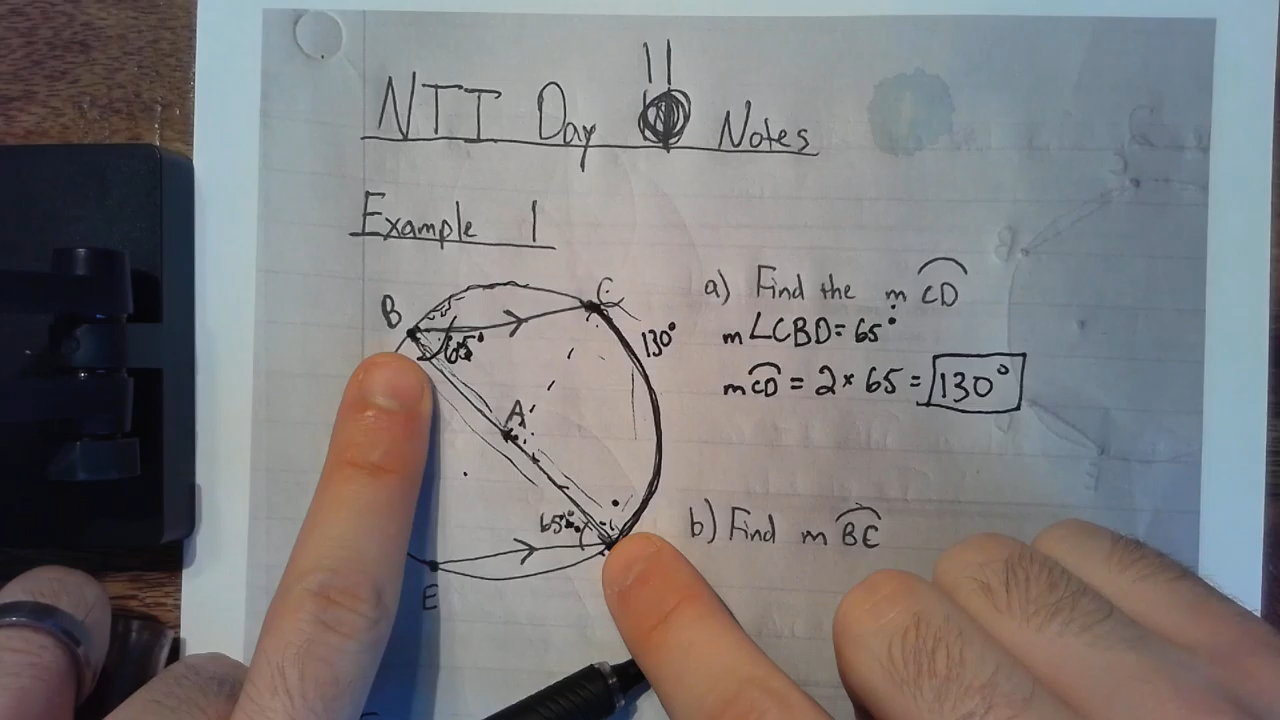 NTI Day 11 Notes
Example 1
a) Find the m CD
m∠CBD = 65°
mCD = 2 × 65 = 130°
B
C
65°
130°
A
65°
E
b) Find m BC